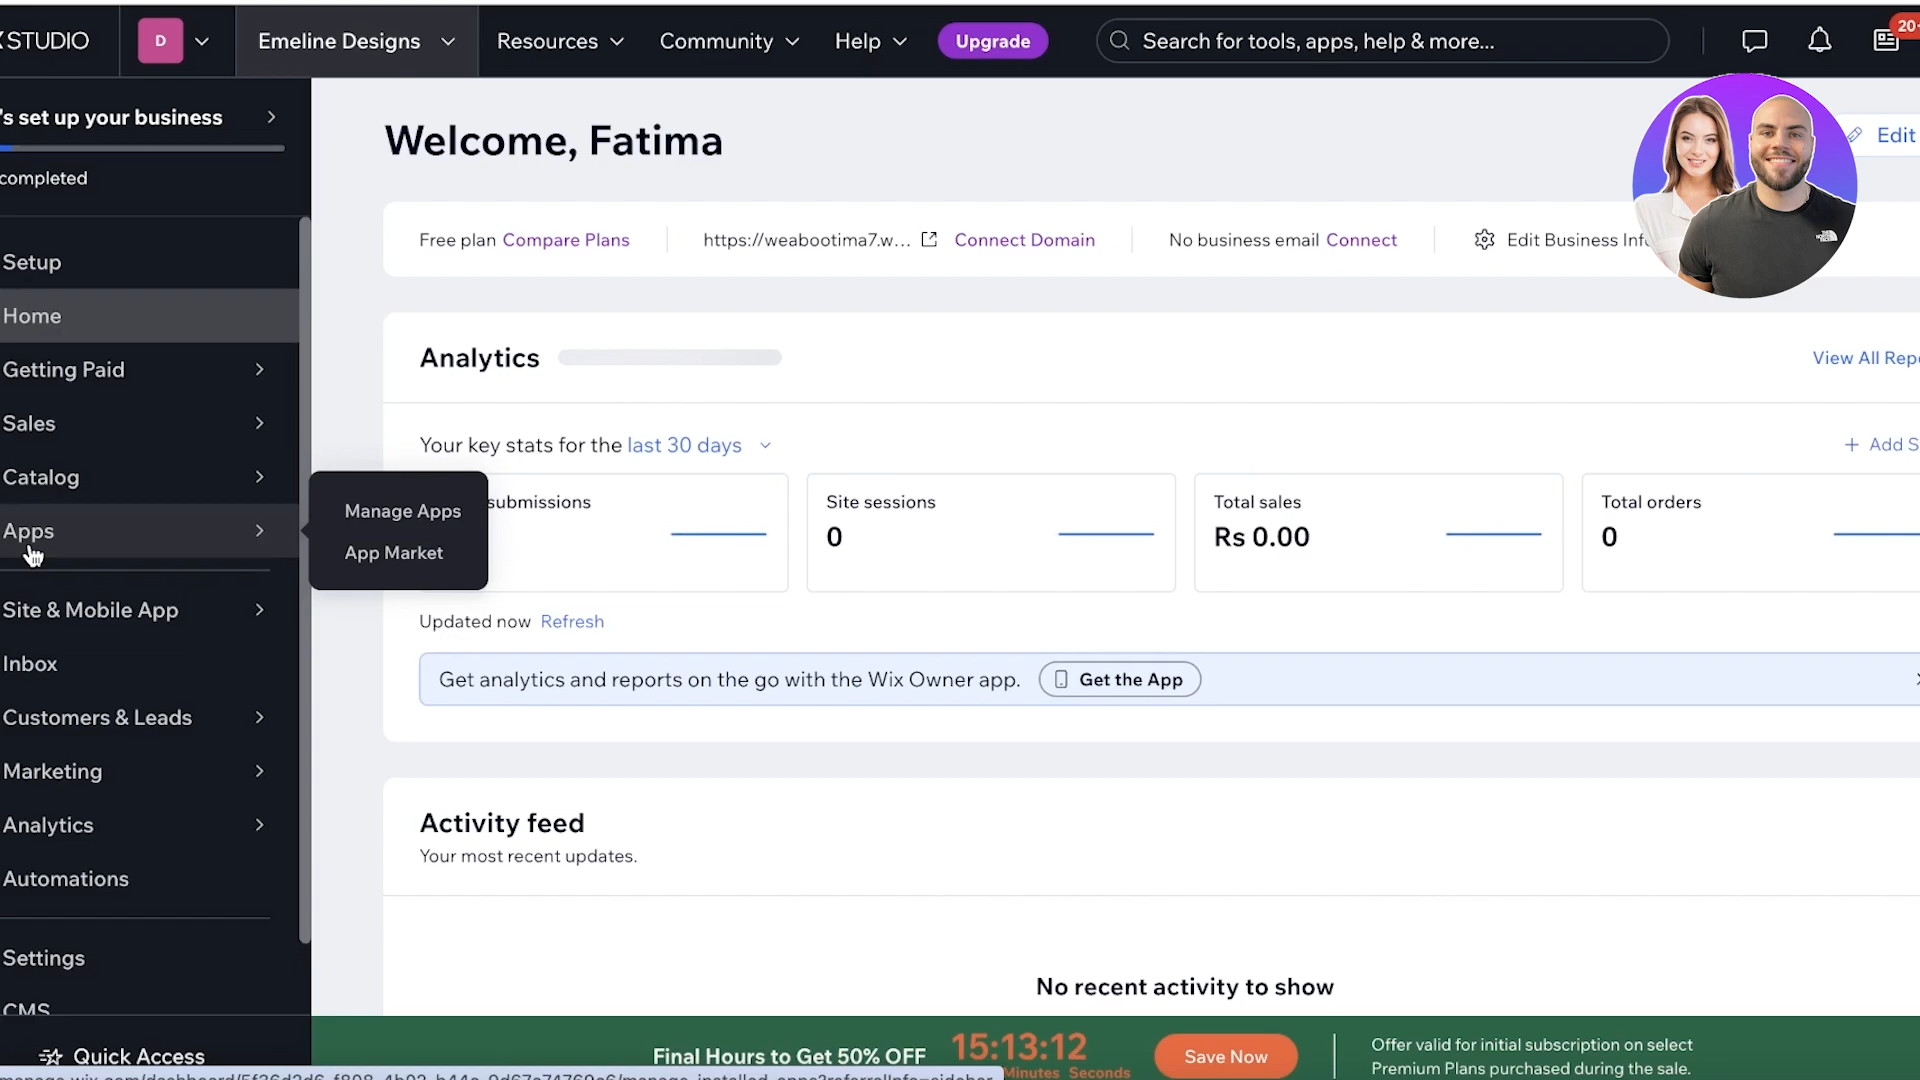 STUDIO
D
Emeline Designs
Resources
Community
Help
Upgrade
Search for tools, apps, help & more...
20+
's set up your business
completed
Setup
Home
Getting Paid
Sales
Catalog
Apps
Manage Apps
App Market
Site & Mobile App
Inbox
Customers & Leads
Marketing
Analytics
Automations
Settings
CMS
Quick Access
Welcome, Fatima
Edit
Free plan Compare Plans
https://weabootima7.w... Connect Domain
No business email Connect
Edit Business Info
Analytics
View All Repo
Your key stats for the last 30 days
+ Add S
submissions
Site sessions
0
Total sales
Rs 0.00
Total orders
0
Updated now Refresh
Get analytics and reports on the go with the Wix Owner app. Get the App
Activity feed
Your most recent updates.
No recent activity to show
Final Hours to Get 50% OFF
15:13:12
Minutes Seconds
Save Now
Offer valid for initial subscription on select
Premium Plans purchased during the sale.